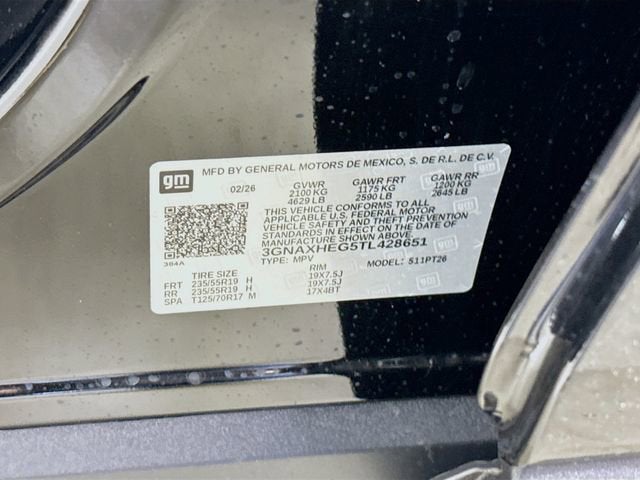 gm
MFD BY GENERAL MOTORS DE MEXICO, S. DE R.L. DE C.V.
02/26 GVWR GAWR FRT GAWR RR
2100 KG 1175 KG 1200 KG
4629 LB 2590 LB 2645 LB
THIS VEHICLE CONFORMS TO ALL
APPLICABLE U.S. FEDERAL MOTOR
VEHICLE SAFETY AND THEFT PREVENTION
STANDARDS IN EFFECT ON THE DATE OF
MANUFACTURE SHOWN ABOVE.
3GNAXHEG5TL428651
TYPE: MPV MODEL: 511PT26
384A
TIRE SIZE RIM
FRT 235/55R19 H 19X7.5J
RR 235/55R19 H 19X7.5J
SPA T125/70R17 M 17X4BT